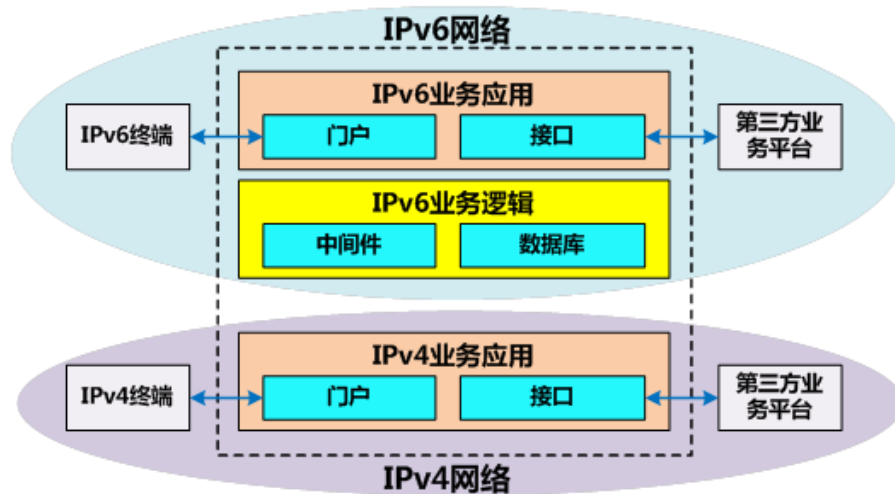 IPv6网络
IPv6业务应用
IPv6终端
门户
接口
第三方业
务平台
IPv6业务逻辑
中间件
数据库
IPv4业务应用
IPv4终端
门户
接口
第三方业
务平台
IPv4网络